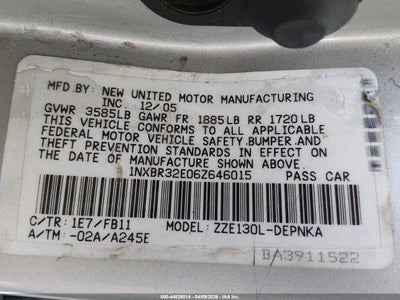 MFD.BY: NEW UNITED MOTOR MANUFACTURING
INC. 12/05
GVWR 3585LB GAWR FR 1885LB RR 1720LB
THIS VEHICLE CONFORMS TO ALL APPLICABLE
FEDERAL MOTOR VEHICLE SAFETY,BUMPER,AND
THEFT PREVENTION STANDARDS IN EFFECT ON
THE DATE OF MANUFACTURE SHOWN ABOVE.
1NXBR32E06Z646015 PASS CAR
C/TR: 1E7/FB11 MODEL: ZZE130L-DEPNKA
A/TM: -02A/A245E
BA3911522
000-44529014 04/09/2026 IAA